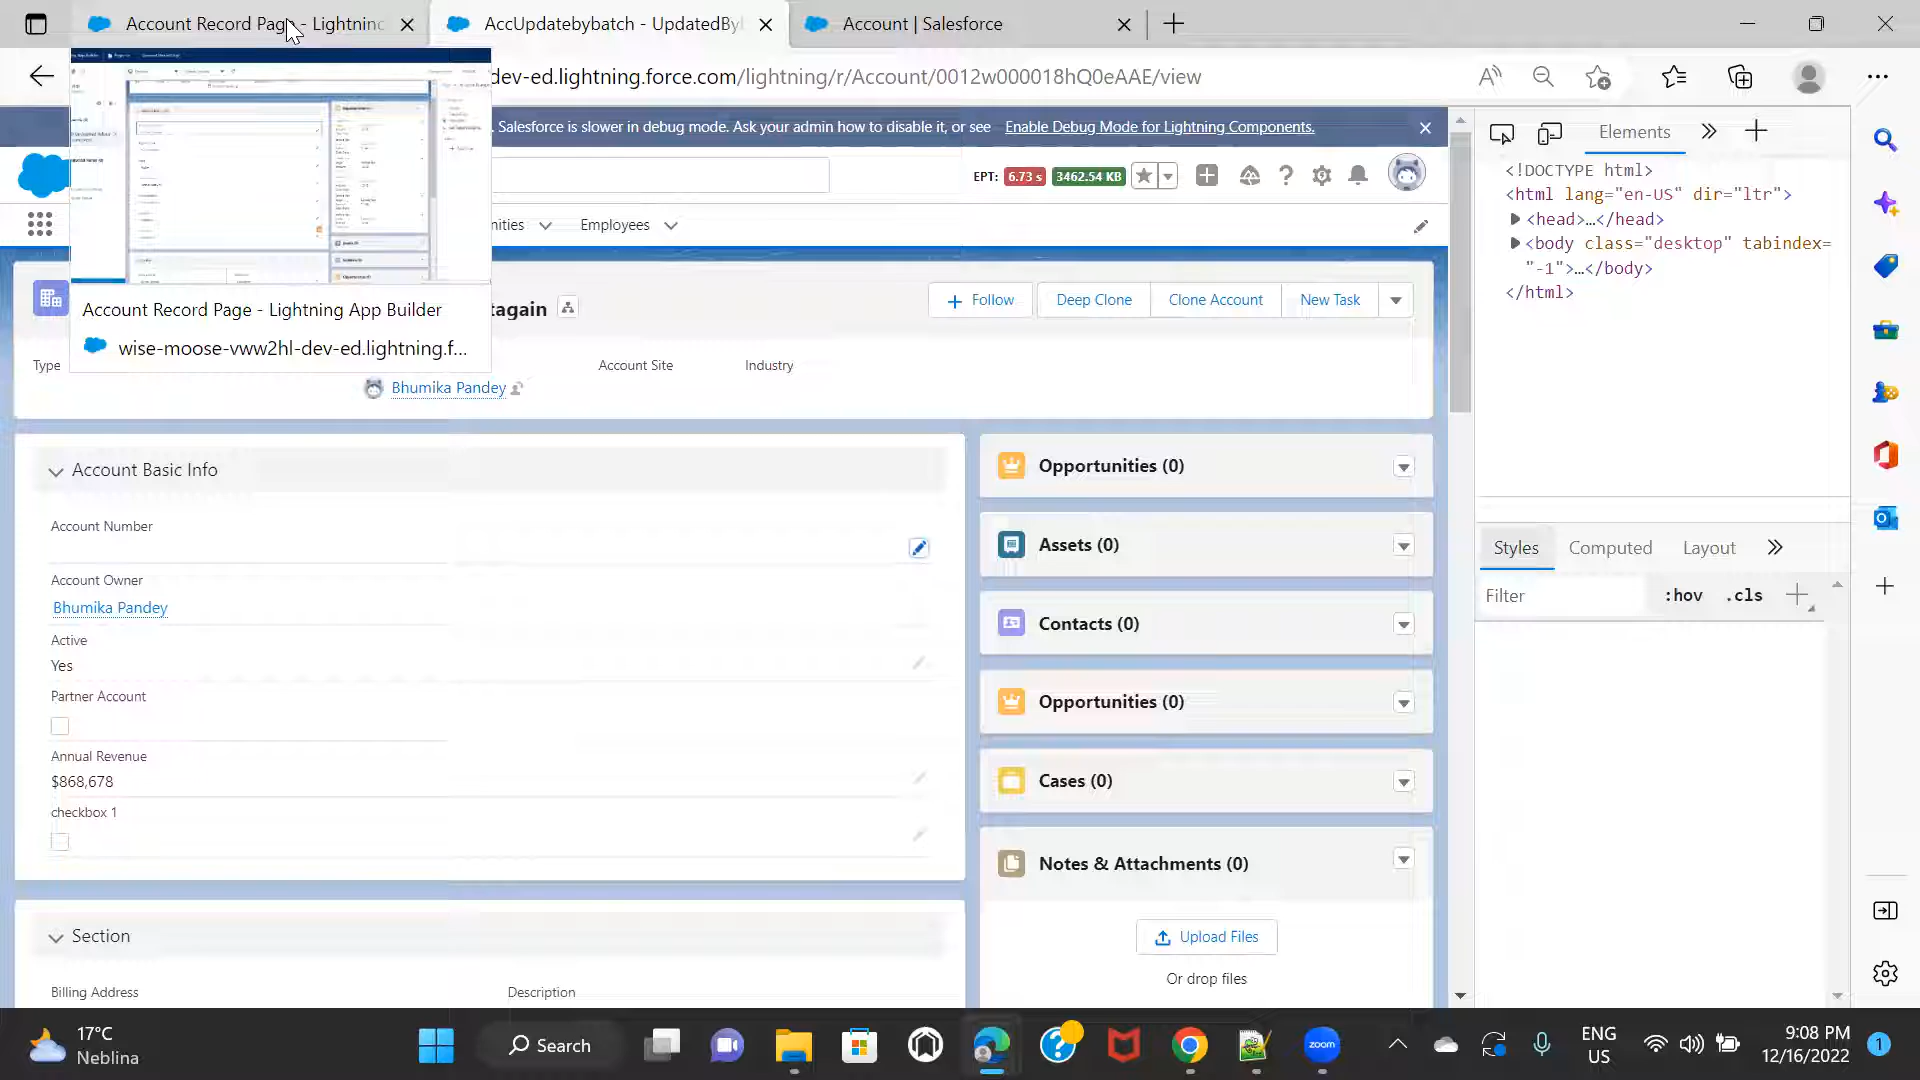 Account Record Page - Lightning
AccUpdatebybatch - UpdatedBy
Account | Salesforce
dev-ed.lightning.force.com/lightning/r/Account/0012w000018hQ0eAAE/view
Salesforce is slower in debug mode. Ask your admin how to disable it, or see Enable Debug Mode for Lightning Components.
EPT: 6.73 s 3462.54 KB
nities
Employees
Account Record Page - Lightning App Builder
wise-moose-vww2hl-dev-ed.lightning.f...
tagain
Follow
Deep Clone
Clone Account
New Task
Type
Account Site
Industry
Bhumika Pandey
Account Basic Info
Account Number
Account Owner
Bhumika Pandey
Active
Yes
Partner Account
Annual Revenue
$868,678
checkbox 1
Section
Billing Address
Description
Opportunities (0)
Assets (0)
Contacts (0)
Opportunities (0)
Cases (0)
Notes & Attachments (0)
Upload Files
Or drop files
Elements
<!DOCTYPE html>
<html lang="en-US" dir="ltr">
<head>…</head>
<body class="desktop" tabindex=
"-1">…</body>
</html>
Styles
Computed
Layout
Filter
:hov
.cls
17°C
Neblina
Search
zoom
ENG
US
9:08 PM
12/16/2022
1